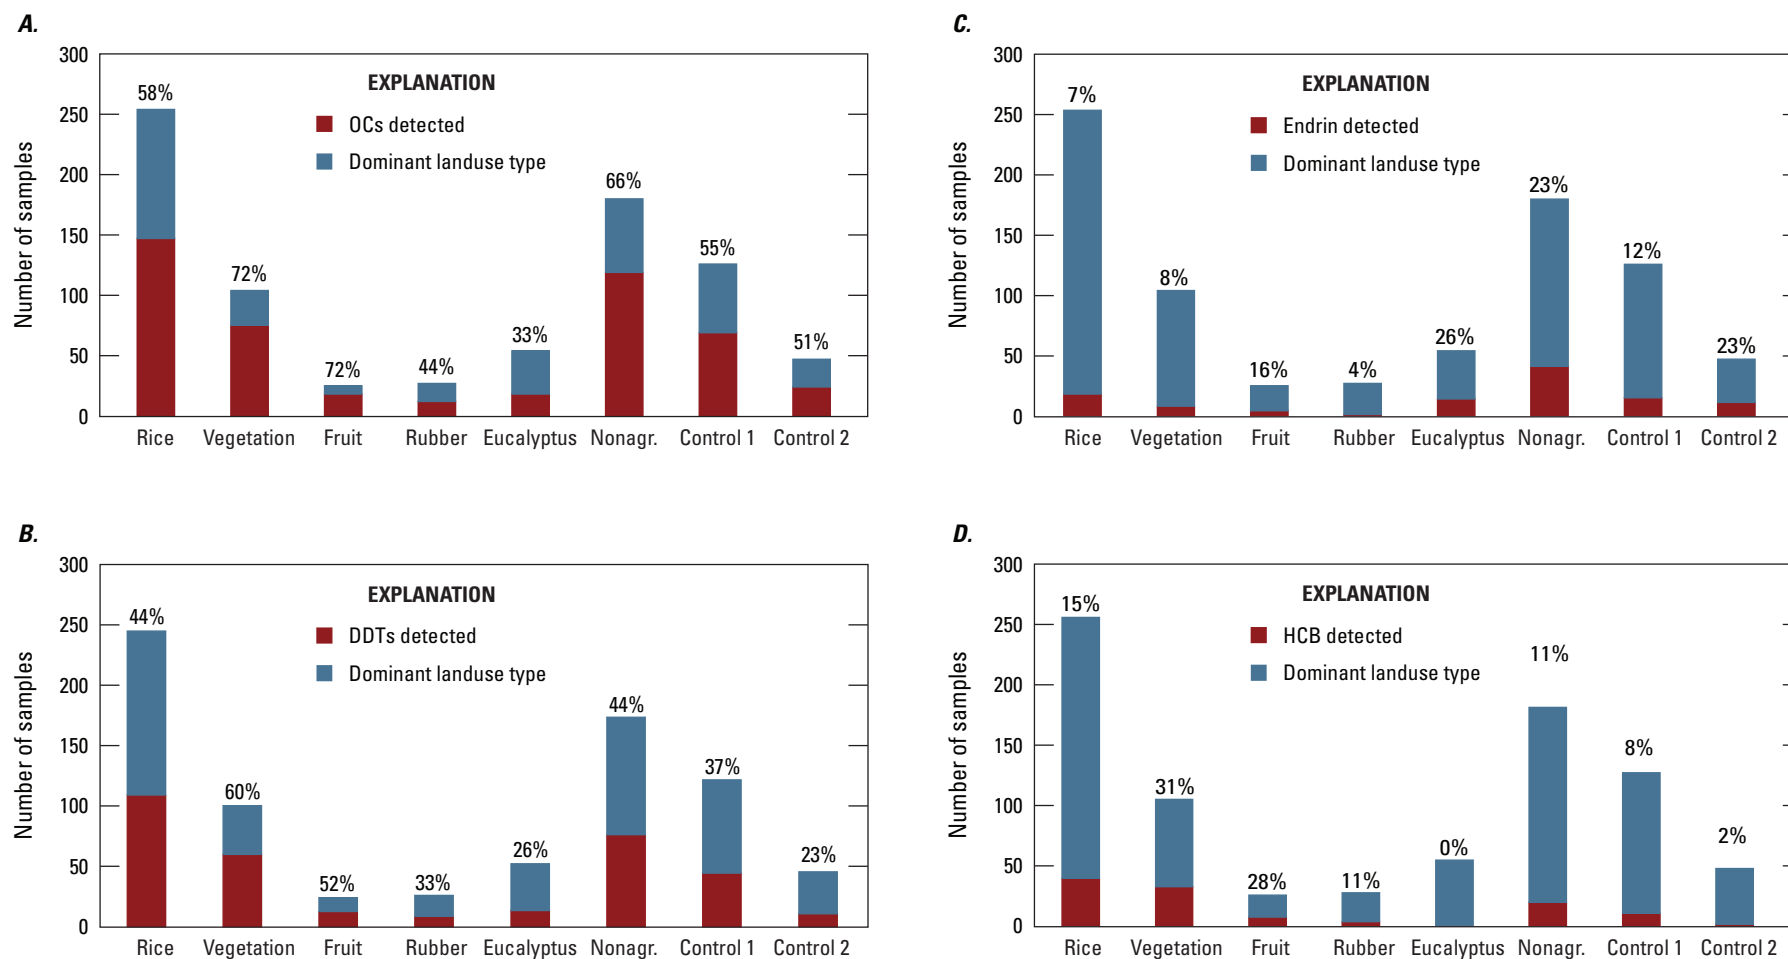 A.
300
250
200
150
100
50
0
Number of samples
EXPLANATION
OCs detected
Dominant landuse type
58%
72%
72%
44%
33%
66%
55%
51%
Rice Vegetation Fruit Rubber Eucalyptus Nonagr. Control 1 Control 2
B.
300
250
200
150
100
50
0
Number of samples
EXPLANATION
DDTs detected
Dominant landuse type
44%
60%
52%
33%
26%
44%
37%
23%
Rice Vegetation Fruit Rubber Eucalyptus Nonagr. Control 1 Control 2
C.
300
250
200
150
100
50
0
Number of samples
EXPLANATION
Endrin detected
Dominant landuse type
7%
8%
16%
4%
26%
23%
12%
23%
Rice Vegetation Fruit Rubber Eucalyptus Nonagr. Control 1 Control 2
D.
300
250
200
150
100
50
0
Number of samples
EXPLANATION
HCB detected
Dominant landuse type
15%
31%
28%
11%
0%
11%
8%
2%
Rice Vegetation Fruit Rubber Eucalyptus Nonagr. Control 1 Control 2